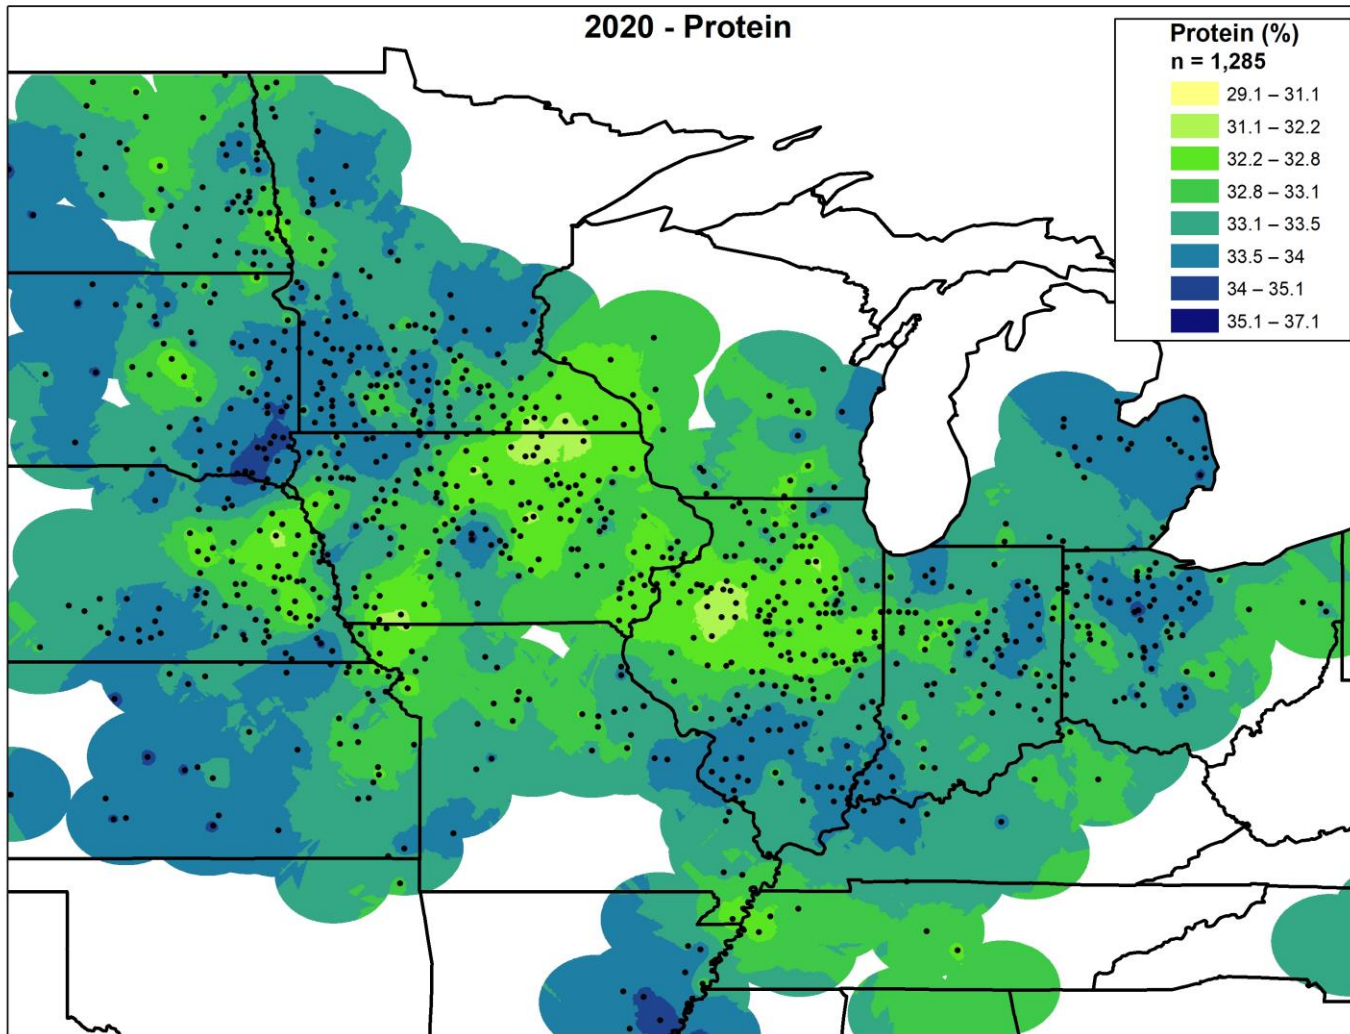 2020 - Protein
Protein (%)
n = 1,285
29.1 – 31.1
31.1 – 32.2
32.2 – 32.8
32.8 – 33.1
33.1 – 33.5
33.5 – 34
34 – 35.1
35.1 – 37.1